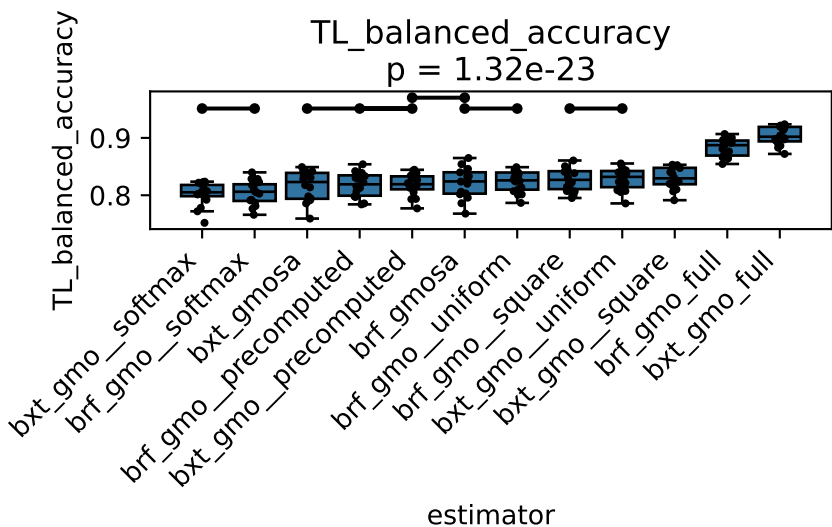 TL_balanced_accuracy
p = 1.32e-23
TL_balanced_accuracy
0.9
0.8
bxt_gmo__softmax
brf_gmo__softmax
bxt_gmosa
brf_gmo__precomputed
bxt_gmo__precomputed
brf_gmosa
brf_gmo__uniform
brf_gmo__square
bxt_gmo__uniform
bxt_gmo__square
brf_gmo_full
bxt_gmo_full
estimator